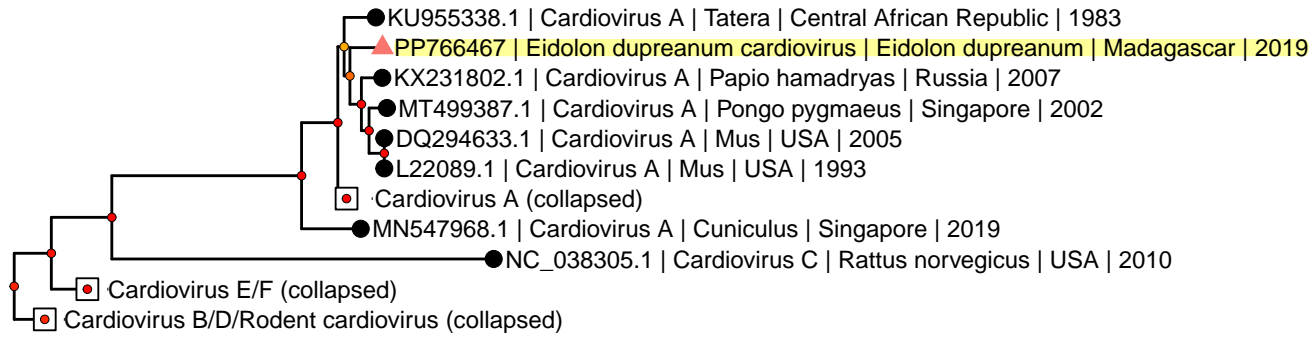 KU955338.1 | Cardiovirus A | Tatera | Central African Republic | 1983
PP766467 | Eidolon dupreanum cardiovirus | Eidolon dupreanum | Madagascar | 2019
KX231802.1 | Cardiovirus A | Papio hamadryas | Russia | 2007
MT499387.1 | Cardiovirus A | Pongo pygmaeus | Singapore | 2002
DQ294633.1 | Cardiovirus A | Mus | USA | 2005
L22089.1 | Cardiovirus A | Mus | USA | 1993
Cardiovirus A (collapsed)
MN547968.1 | Cardiovirus A | Cuniculus | Singapore | 2019
NC_038305.1 | Cardiovirus C | Rattus norvegicus | USA | 2010
Cardiovirus E/F (collapsed)
Cardiovirus B/D/Rodent cardiovirus (collapsed)